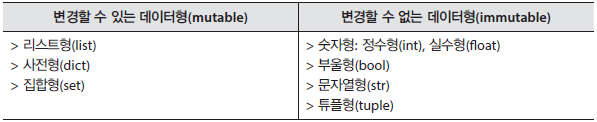 변경할 수 있는 데이터형(mutable)
변경할 수 없는 데이터형(immutable)
> 리스트형(list)
> 사전형(dict)
> 집합형(set)
> 숫자형: 정수형(int), 실수형(float)
> 부울형(bool)
> 문자열형(str)
> 튜플형(tuple)